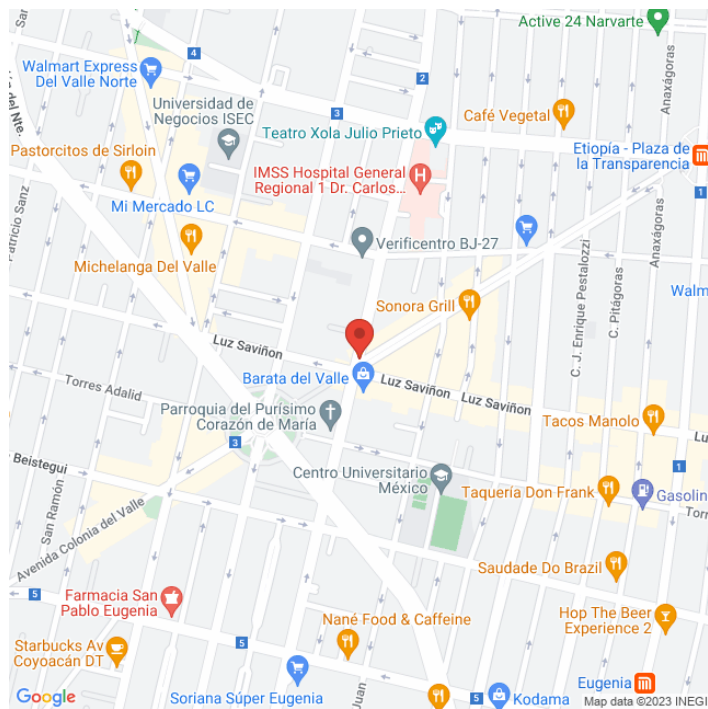 Active 24 Narvarte
Walmart Express
Del Valle Norte
4
2
3
Universidad de
Negocios ISEC
Café Vegetal
Teatro Xola Julio Prieto
Anaxágoras
Etiopía - Plaza de
la Transparencia
Pastorcitos de Sirloin
IMSS Hospital General
Regional 1 Dr. Carlos...
H
1
Mi Mercado LC
Patricio Sanz
Verificentro BJ-27
Michelanga Del Valle
C. J. Enrique Pestalozzi
C. Pitágoras
Anaxágoras
Walm
Sonora Grill
Luz Saviñon
Barata del Valle
Luz Saviñon
Luz Saviñon
Lu
Torres Adalid
Parroquia del Purísimo
Corazón de María
Tacos Manolo
3
Beistegui
Centro Universitario
México
1
Taquería Don Frank
Gasolin
Torr
San Ramón
Avenida Colonia del Valle
Saudade Do Brazil
5
Farmacia San
Pablo Eugenia
Nané Food & Caffeine
Hop The Beer
Experience 2
Starbucks Av
Coyoacán DT
5
Soriana Súper Eugenia
Juan
5
Kodama
Eugenia
Google
Map data ©2023 INEGI